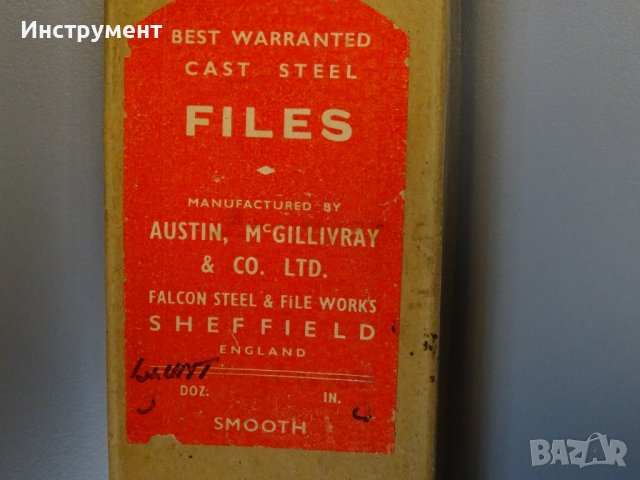 Инструмент
BEST WARRANTED
CAST STEEL
FILES
MANUFACTURED BY
AUSTIN, McGILLIVRAY
& CO. LTD.
FALCON STEEL & FILE WORKS
SHEFFIELD
ENGLAND
DOZ. IN. 4
SMOOTH
BAZAR